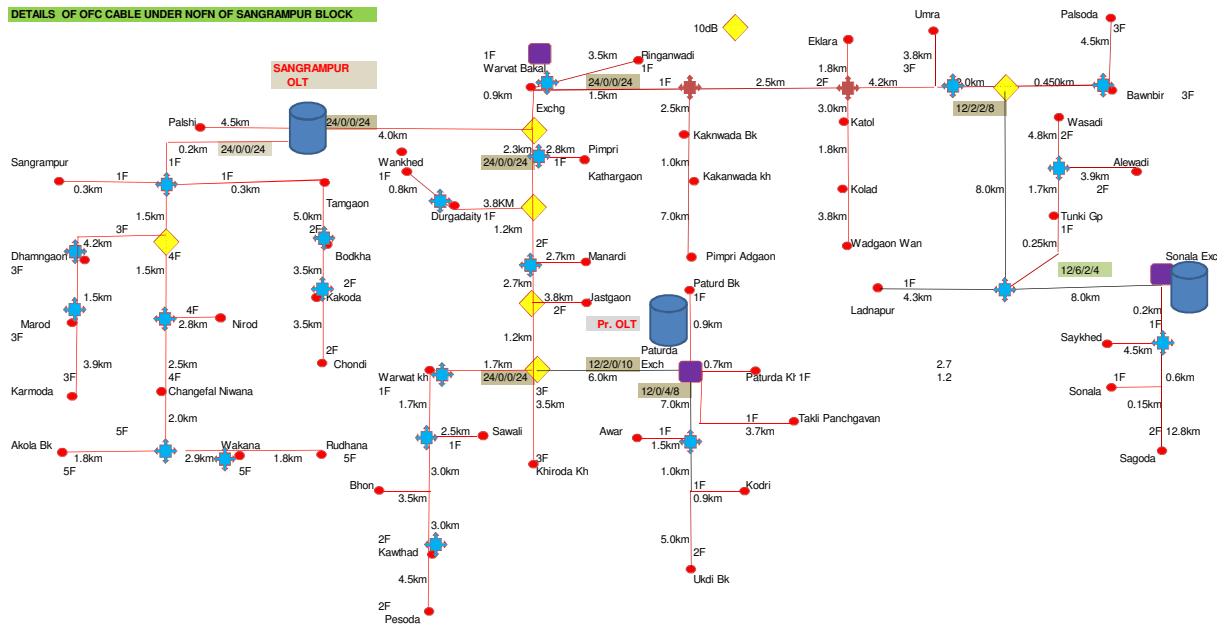 DETAILS OF OFC CABLE UNDER NOFN OF SANGRAMPUR BLOCK
10dB
Umra
Palsoda
3F
4.5km
Eklara
3.8km
3F
1.8km
1F
Warvat Bakal
3.5km
Ringanwadi
1F
SANGRAMPUR
OLT
24/0/0/24
0.9km
1.5km
1F
2.5km
2F
4.2km
2.0km
0.450km
Bawnbir
3F
Exchg
2.5km
3.0km
12/2/2/8
Palshi
4.5km
24/0/0/24
4.0km
Katol
Wasadi
4.8km
2F
Kaknwada Bk
0.2km
24/0/0/24
2.3km
2.8km
Pimpri
1.8km
Sangrampur
1F
Wankhed
1F
24/0/0/24
1F
Kathargaon
1.0km
Alewadi
3.9km
2F
1F
0.3km
1F
0.3km
0.8km
Kakanwada kh
Kolad
8.0km
1.7km
Tamgaon
3.8KM
Durgadaity
1F
1.5km
5.0km
1.2km
7.0km
3.8km
Tunki Gp
1F
3F
2F
4.2km
4F
2F
Wadgaon Wan
0.25km
Dhamngaon
3F
Bodkha
2.7km
Manardi
Pimpri Adgaon
12/6/2/4
Sonala Exc
1.5km
3.5km
2.7km
Paturd Bk
1F
4.3km
8.0km
0.2km
1.5km
2F
Kakoda
3.8km
2F
Jastgaon
1F
Ladnapur
Marod
3F
4F
2.8km
Nirod
Pr. OLT
0.9km
1F
Saykhed
4.5km
3.5km
1.2km
3.9km
2.5km
2F
Chondi
1.7km
12/2/0/10
Paturda
Exch
0.7km
2.7
1.2
3F
4F
Warwat kh
24/0/0/24
6.0km
Paturda Kh
1F
0.6km
Karmoda
Changefal Niwana
1F
3F
3.5km
12/0/4/8
7.0km
1F
Sonala
0.15km
1.7km
2.0km
1F
3.7km
Takli Panchgavan
5F
2.5km
1F
Sawali
Awar
1F
1.5km
2F
12.8km
Akola Bk
Wakana
Rudhana
1.8km
2.9km
1.8km
5F
3F
Khiroda Kh
Sagoda
5F
5F
3.0km
1.0km
Bhon
3.5km
1F
0.9km
Kodri
3.0km
2F
Kawthad
5.0km
2F
4.5km
Ukdi Bk
2F
Pesoda